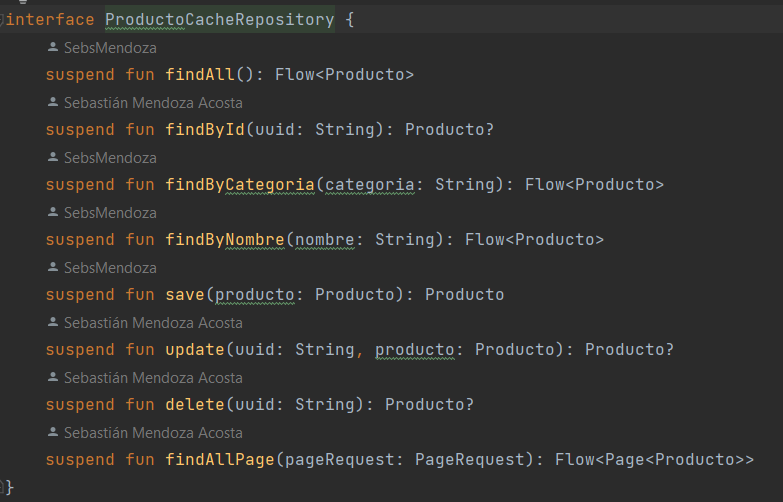 interface ProductoCacheRepository {
SebsMendoza
suspend fun findAll(): Flow<Producto>
Sebastián Mendoza Acosta
suspend fun findById(uuid: String): Producto?
SebsMendoza
suspend fun findByCategoria(categoria: String): Flow<Producto>
SebsMendoza
suspend fun findByNombre(nombre: String): Flow<Producto>
SebsMendoza
suspend fun save(producto: Producto): Producto
Sebastián Mendoza Acosta
suspend fun update(uuid: String, producto: Producto): Producto?
Sebastián Mendoza Acosta
suspend fun delete(uuid: String): Producto?
Sebastián Mendoza Acosta
suspend fun findAllPage(pageRequest: PageRequest): Flow<Page<Producto>>
}